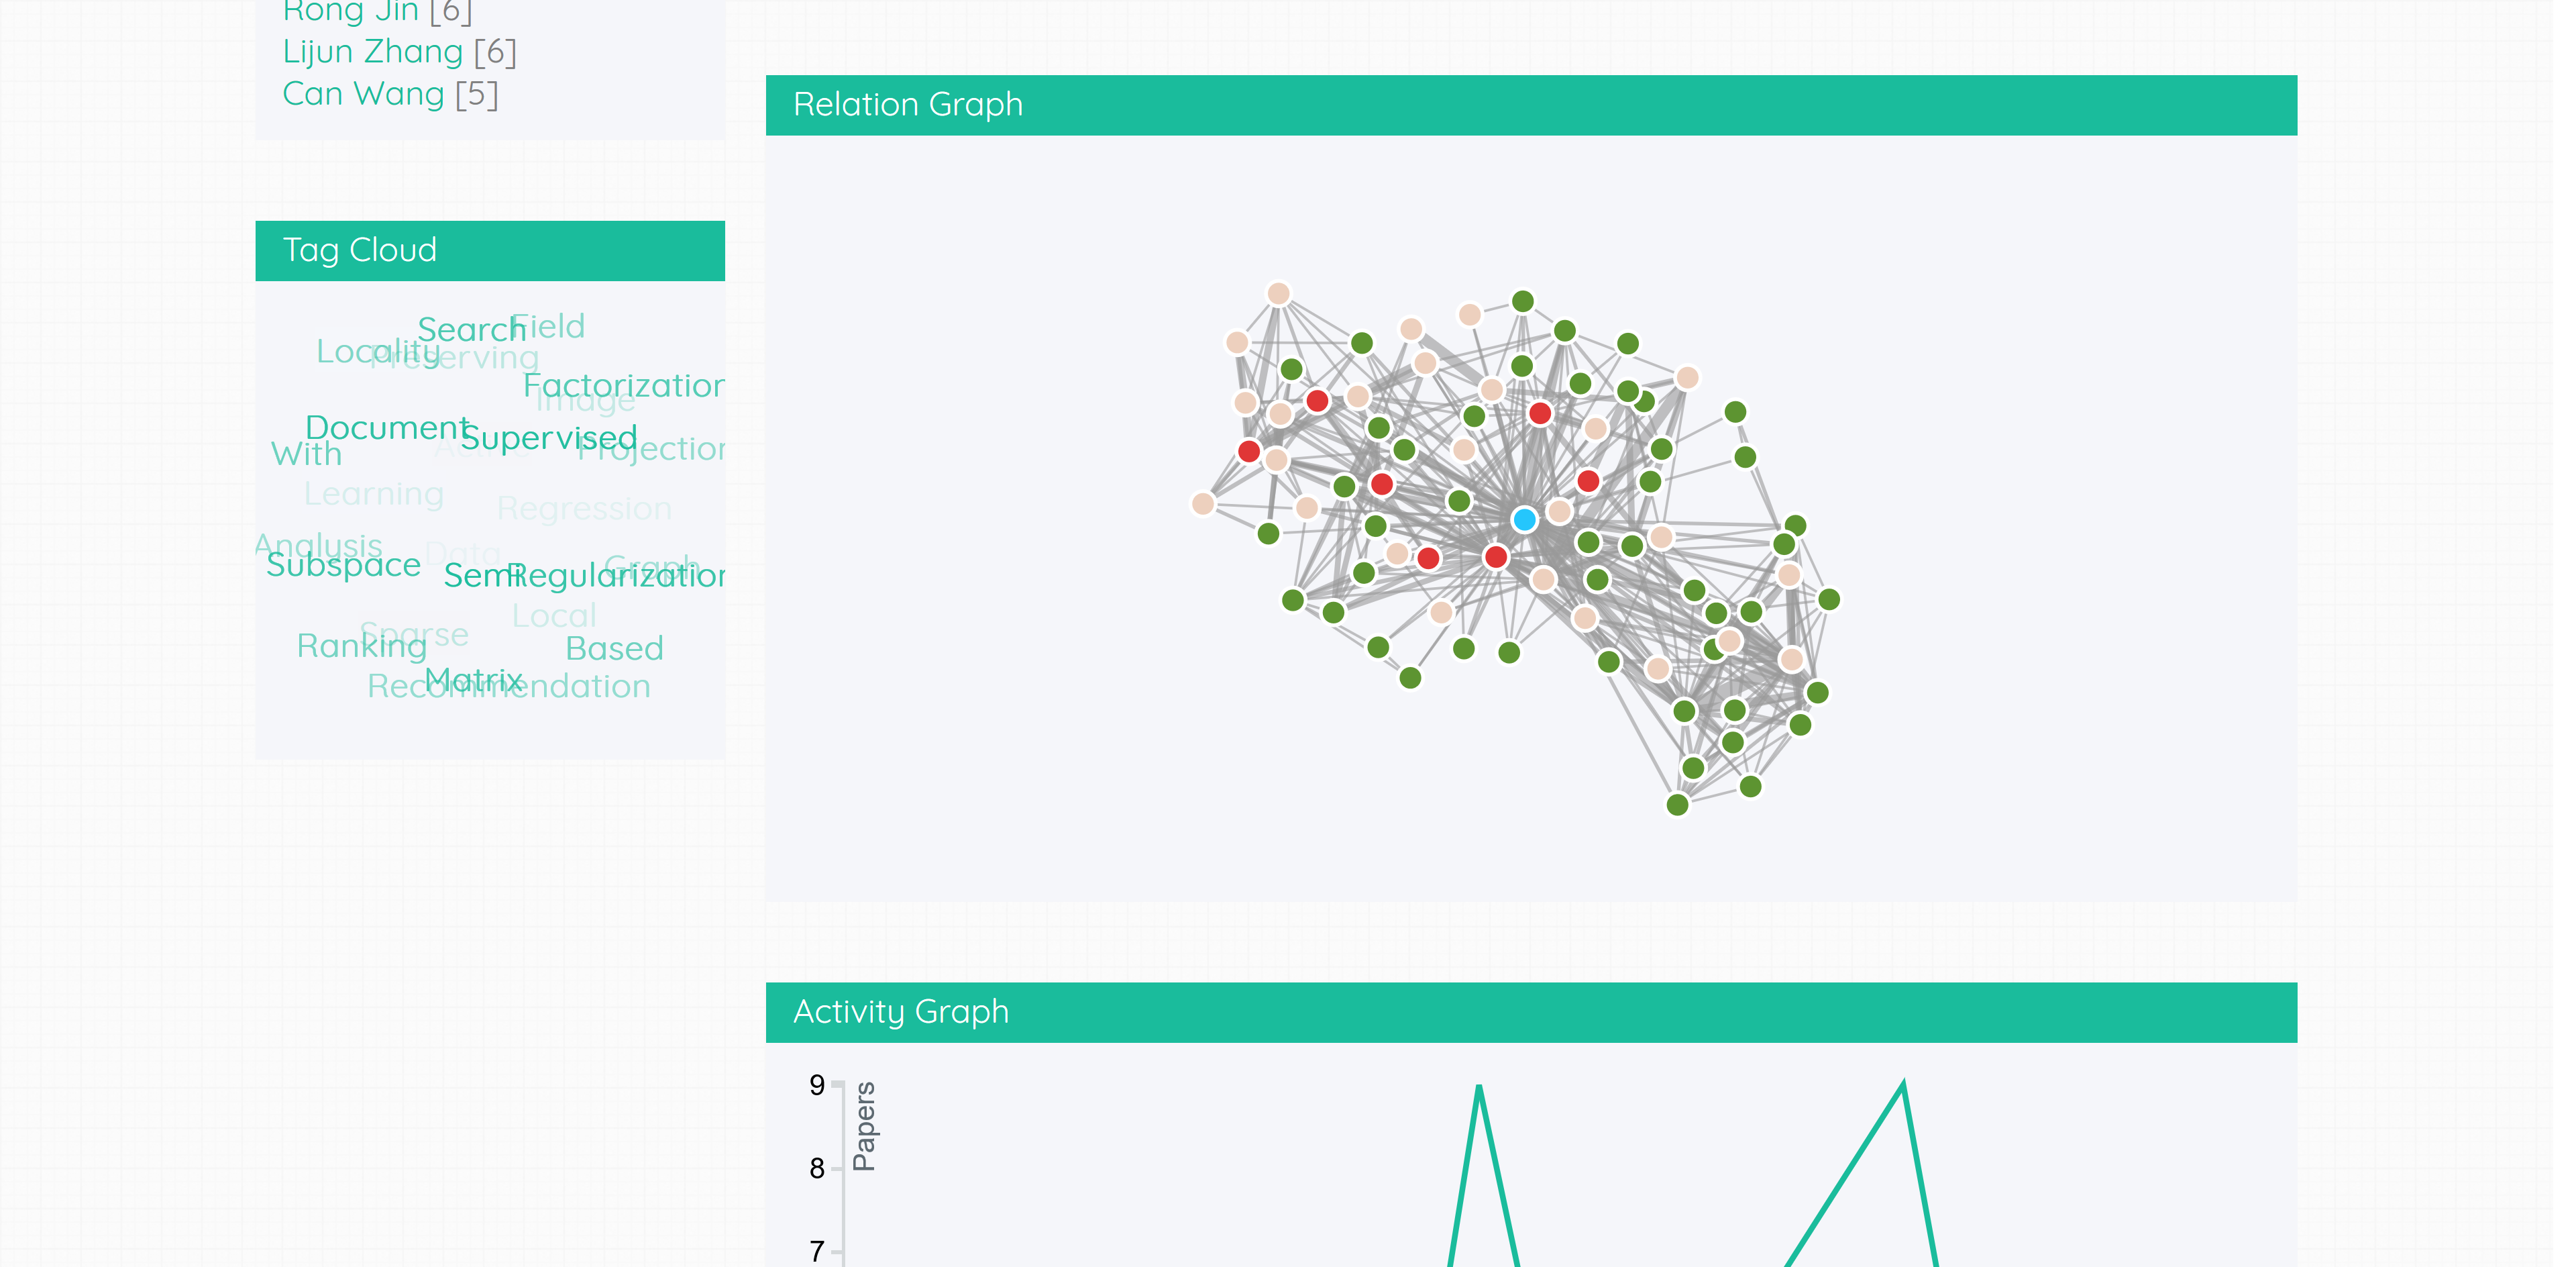 Rong Jin [6]
Lijun Zhang [6]
Can Wang [5]
Tag Cloud
Search
Field
Locality
Preserving
Factorization
Image
Document
Supervised
With
Projection
Learning
Regression
Analysis
Data
Subspace
Semi
Regularization
Graph
Local
Sparse
Ranking
Based
Matrix
Recommendation
Relation Graph
Activity Graph
9
8
7
Papers